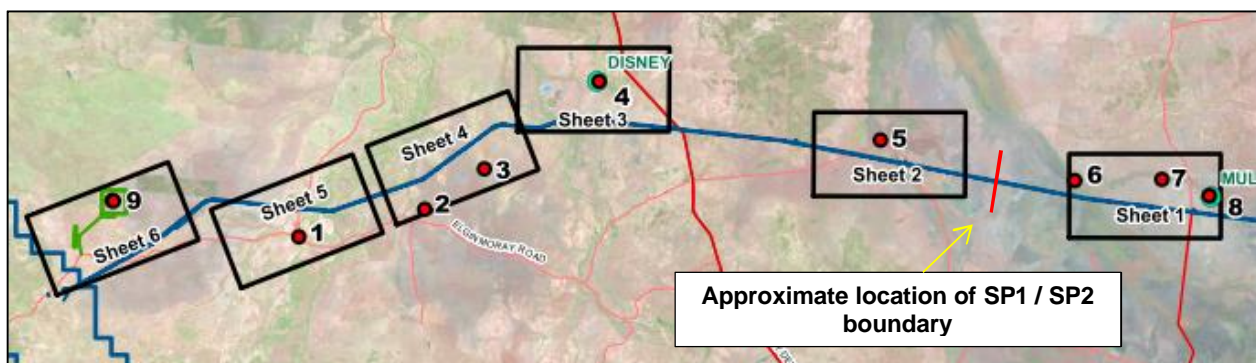 DISNEY
4
Sheet 3
Sheet 4
3
5
Sheet 2
6
7
MUL
8
Sheet 1
9
Sheet 6
Sheet 5
1
2
ELGIN MORAY ROAD
Approximate location of SP1 / SP2
boundary